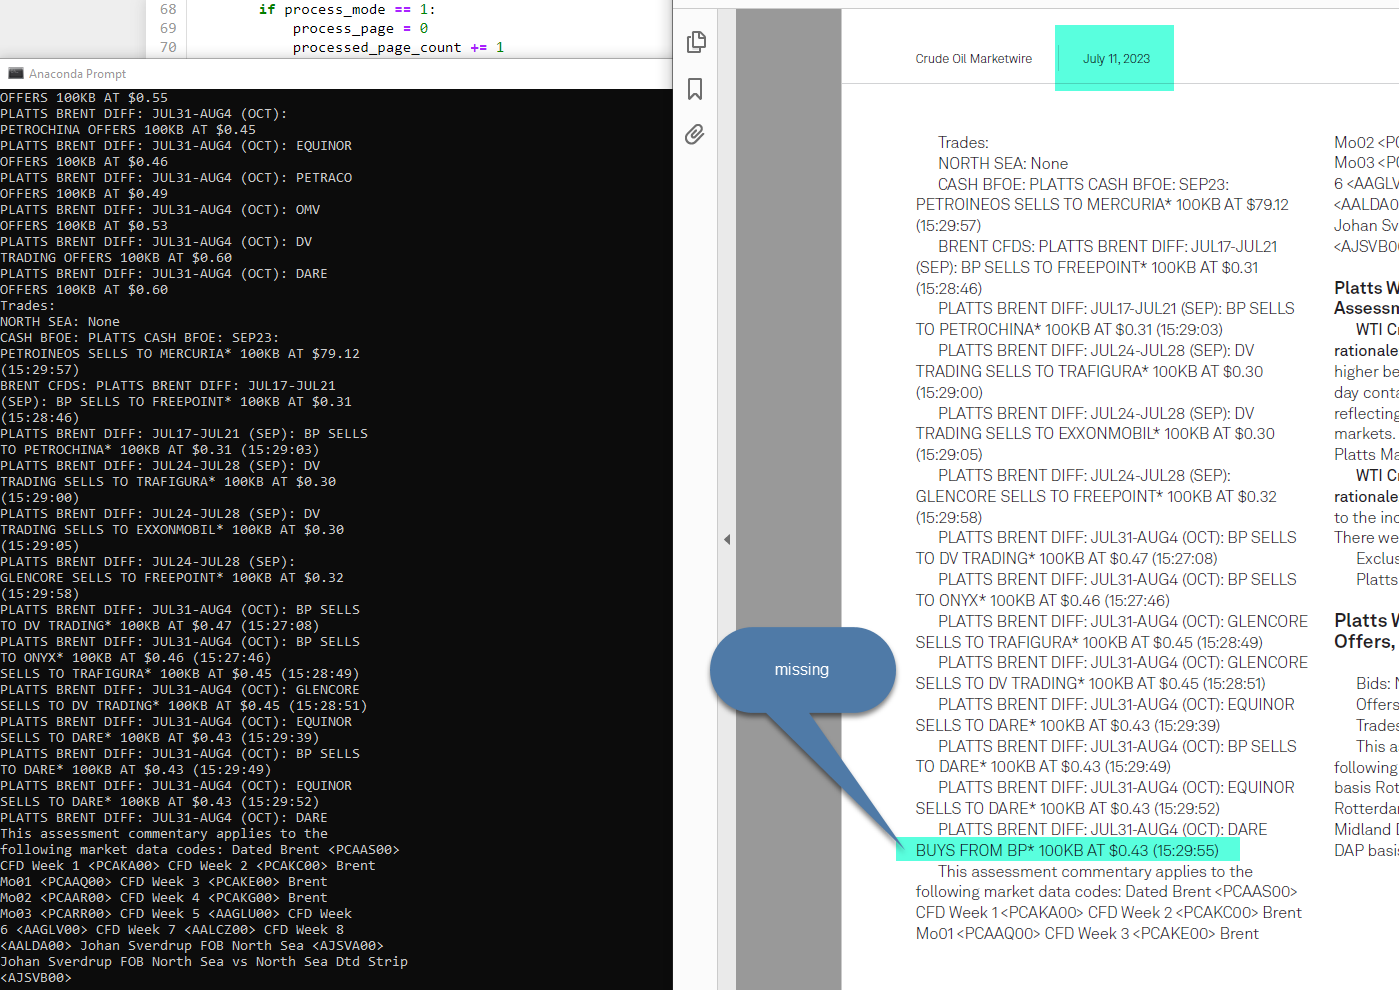 68 if process_mode == 1:
69 process_page = 0
70 processed_page_count += 1
Anaconda Prompt
OFFERS 100KB AT $0.55
PLATTS BRENT DIFF: JUL31-AUG4 (OCT):
PETROCHINA OFFERS 100KB AT $0.45
PLATTS BRENT DIFF: JUL31-AUG4 (OCT): EQUINOR
OFFERS 100KB AT $0.46
PLATTS BRENT DIFF: JUL31-AUG4 (OCT): PETRACO
OFFERS 100KB AT $0.49
PLATTS BRENT DIFF: JUL31-AUG4 (OCT): OMV
OFFERS 100KB AT $0.53
PLATTS BRENT DIFF: JUL31-AUG4 (OCT): DV
TRADING OFFERS 100KB AT $0.60
PLATTS BRENT DIFF: JUL31-AUG4 (OCT): DARE
OFFERS 100KB AT $0.60
Trades:
NORTH SEA: None
CASH BFOE: PLATTS CASH BFOE: SEP23:
PETROINEOS SELLS TO MERCURIA* 100KB AT $79.12
(15:29:57)
BRENT CFDS: PLATTS BRENT DIFF: JUL17-JUL21
(SEP): BP SELLS TO FREEPOINT* 100KB AT $0.31
(15:28:46)
PLATTS BRENT DIFF: JUL17-JUL21 (SEP): BP SELLS
TO PETROCHINA* 100KB AT $0.31 (15:29:03)
PLATTS BRENT DIFF: JUL24-JUL28 (SEP): DV
TRADING SELLS TO TRAFIGURA* 100KB AT $0.30
(15:29:00)
PLATTS BRENT DIFF: JUL24-JUL28 (SEP): DV
TRADING SELLS TO EXXONMOBIL* 100KB AT $0.30
(15:29:05)
PLATTS BRENT DIFF: JUL24-JUL28 (SEP):
GLENCORE SELLS TO FREEPOINT* 100KB AT $0.32
(15:29:58)
PLATTS BRENT DIFF: JUL31-AUG4 (OCT): BP SELLS
TO DV TRADING* 100KB AT $0.47 (15:27:08)
PLATTS BRENT DIFF: JUL31-AUG4 (OCT): BP SELLS
TO ONYX* 100KB AT $0.46 (15:27:46)
SELLS TO TRAFIGURA* 100KB AT $0.45 (15:28:49)
PLATTS BRENT DIFF: JUL31-AUG4 (OCT): GLENCORE
SELLS TO DV TRADING* 100KB AT $0.45 (15:28:51)
PLATTS BRENT DIFF: JUL31-AUG4 (OCT): EQUINOR
SELLS TO DARE* 100KB AT $0.43 (15:29:39)
PLATTS BRENT DIFF: JUL31-AUG4 (OCT): BP SELLS
TO DARE* 100KB AT $0.43 (15:29:49)
PLATTS BRENT DIFF: JUL31-AUG4 (OCT): EQUINOR
SELLS TO DARE* 100KB AT $0.43 (15:29:52)
PLATTS BRENT DIFF: JUL31-AUG4 (OCT): DARE
This assessment commentary applies to the
following market data codes: Dated Brent <PCAAS00>
CFD Week 1 <PCAKA00> CFD Week 2 <PCAKC00> Brent
Mo01 <PCAAQ00> CFD Week 3 <PCAKE00> Brent
Mo02 <PCAAR00> CFD Week 4 <PCAKG00> Brent
Mo03 <PCARR00> CFD Week 5 <AAGLU00> CFD Week
6 <AAGLV00> CFD Week 7 <AALCZ00> CFD Week 8
<AALDA00> Johan Sverdrup FOB North Sea <AJSVA00>
Johan Sverdrup FOB North Sea vs North Sea Dtd Strip
<AJSVB00>
Crude Oil Marketwire July 11, 2023
Trades:
NORTH SEA: None
CASH BFOE: PLATTS CASH BFOE: SEP23:
PETROINEOS SELLS TO MERCURIA* 100KB AT $79.12
(15:29:57)
BRENT CFDS: PLATTS BRENT DIFF: JUL17-JUL21
(SEP): BP SELLS TO FREEPOINT* 100KB AT $0.31
(15:28:46)
PLATTS BRENT DIFF: JUL17-JUL21 (SEP): BP SELLS
TO PETROCHINA* 100KB AT $0.31 (15:29:03)
PLATTS BRENT DIFF: JUL24-JUL28 (SEP): DV
TRADING SELLS TO TRAFIGURA* 100KB AT $0.30
(15:29:00)
PLATTS BRENT DIFF: JUL24-JUL28 (SEP): DV
TRADING SELLS TO EXXONMOBIL* 100KB AT $0.30
(15:29:05)
PLATTS BRENT DIFF: JUL24-JUL28 (SEP):
GLENCORE SELLS TO FREEPOINT* 100KB AT $0.32
(15:29:58)
PLATTS BRENT DIFF: JUL31-AUG4 (OCT): BP SELLS
TO DV TRADING* 100KB AT $0.47 (15:27:08)
PLATTS BRENT DIFF: JUL31-AUG4 (OCT): BP SELLS
TO ONYX* 100KB AT $0.46 (15:27:46)
PLATTS BRENT DIFF: JUL31-AUG4 (OCT): GLENCORE
SELLS TO TRAFIGURA* 100KB AT $0.45 (15:28:49)
PLATTS BRENT DIFF: JUL31-AUG4 (OCT): GLENCORE
SELLS TO DV TRADING* 100KB AT $0.45 (15:28:51)
PLATTS BRENT DIFF: JUL31-AUG4 (OCT): EQUINOR
SELLS TO DARE* 100KB AT $0.43 (15:29:39)
PLATTS BRENT DIFF: JUL31-AUG4 (OCT): BP SELLS
TO DARE* 100KB AT $0.43 (15:29:49)
PLATTS BRENT DIFF: JUL31-AUG4 (OCT): EQUINOR
SELLS TO DARE* 100KB AT $0.43 (15:29:52)
PLATTS BRENT DIFF: JUL31-AUG4 (OCT): DARE
BUYS FROM BP* 100KB AT $0.43 (15:29:55)
This assessment commentary applies to the
following market data codes: Dated Brent <PCAAS00>
CFD Week 1 <PCAKA00> CFD Week 2 <PCAKC00> Brent
Mo01 <PCAAQ00> CFD Week 3 <PCAKE00> Brent
missing
Mo02 <PC
Mo03 <PC
6 <AAGLV
<AALDA0
Johan Sv
<AJSVB0
Platts W
Assessm
WTI C
rationale
higher be
day conta
reflecting
markets.
Platts Ma
WTI C
rationale
to the inc
There we
Exclus
Platts
Platts W
Offers,
Bids: N
Offers
Trades
This a
following
basis Rot
Rotterda
Midland D
DAP basi